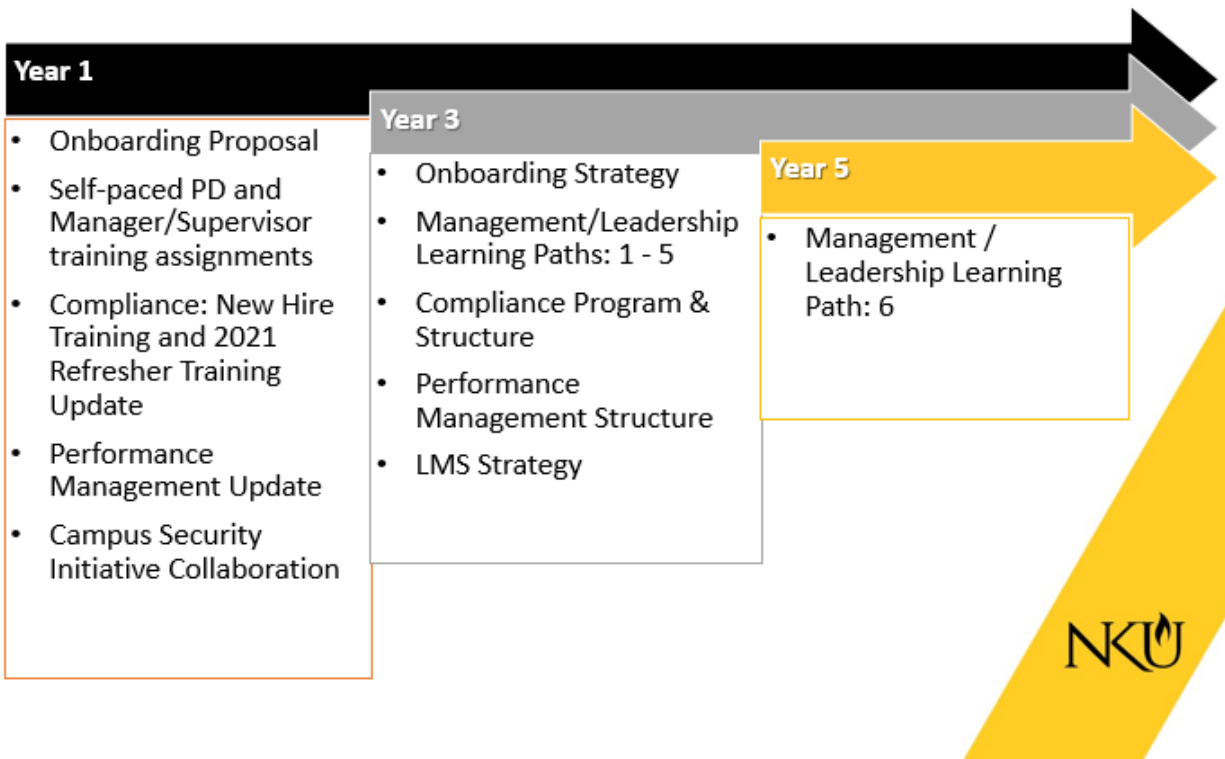 Year 1
• Onboarding Proposal
• Self-paced PD and
Manager/Supervisor
training assignments
• Compliance: New Hire
Training and 2021
Refresher Training
Update
• Performance
Management Update
• Campus Security
Initiative Collaboration
Year 3
• Onboarding Strategy
• Management/Leadership
Learning Paths: 1 - 5
• Compliance Program &
Structure
• Performance
Management Structure
• LMS Strategy
Year 5
• Management /
Leadership Learning
Path: 6
NKU